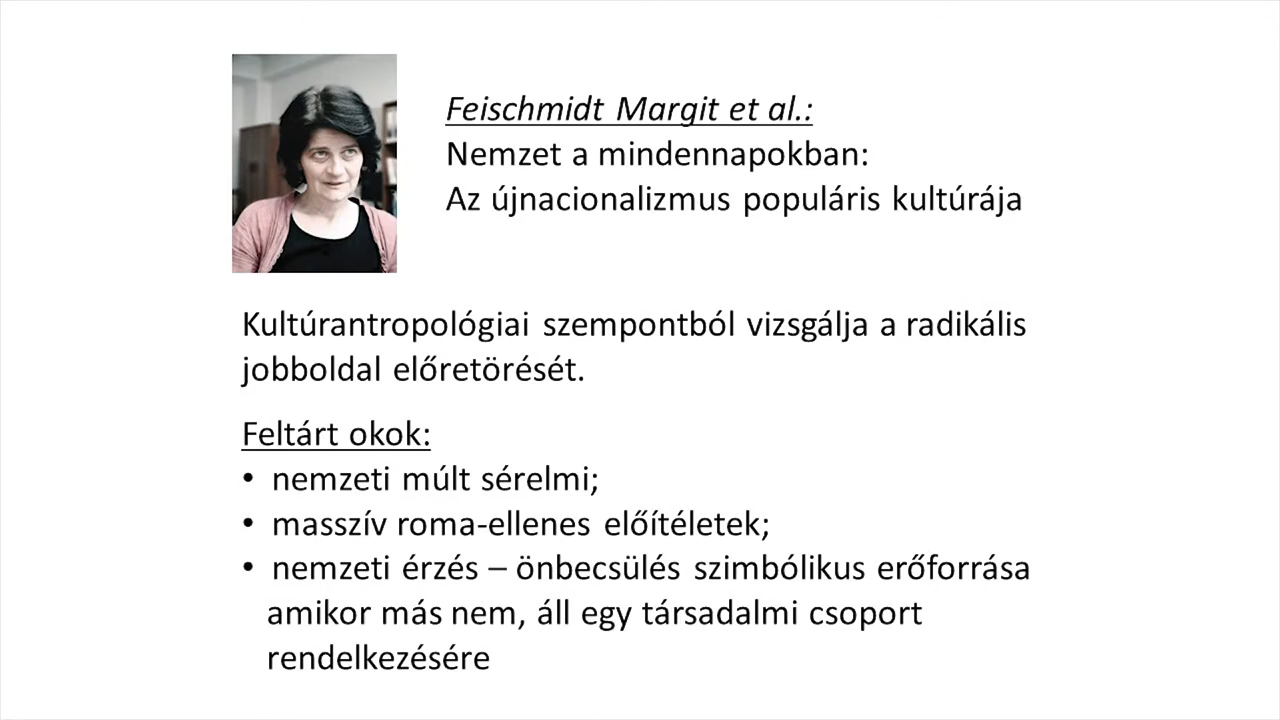 Feischmidt Margit et al.:
Nemzet a mindennapokban:
Az újnacionalizmus populáris kultúrája
Kultúrantropológiai szempontból vizsgálja a radikális
jobboldal előretörését.
Feltárt okok:
• nemzeti múlt sérelmi;
• masszív roma-ellenes előítéletek;
• nemzeti érzés – önbecsülés szimbólikus erőforrása
amikor más nem, áll egy társadalmi csoport
rendelkezésére